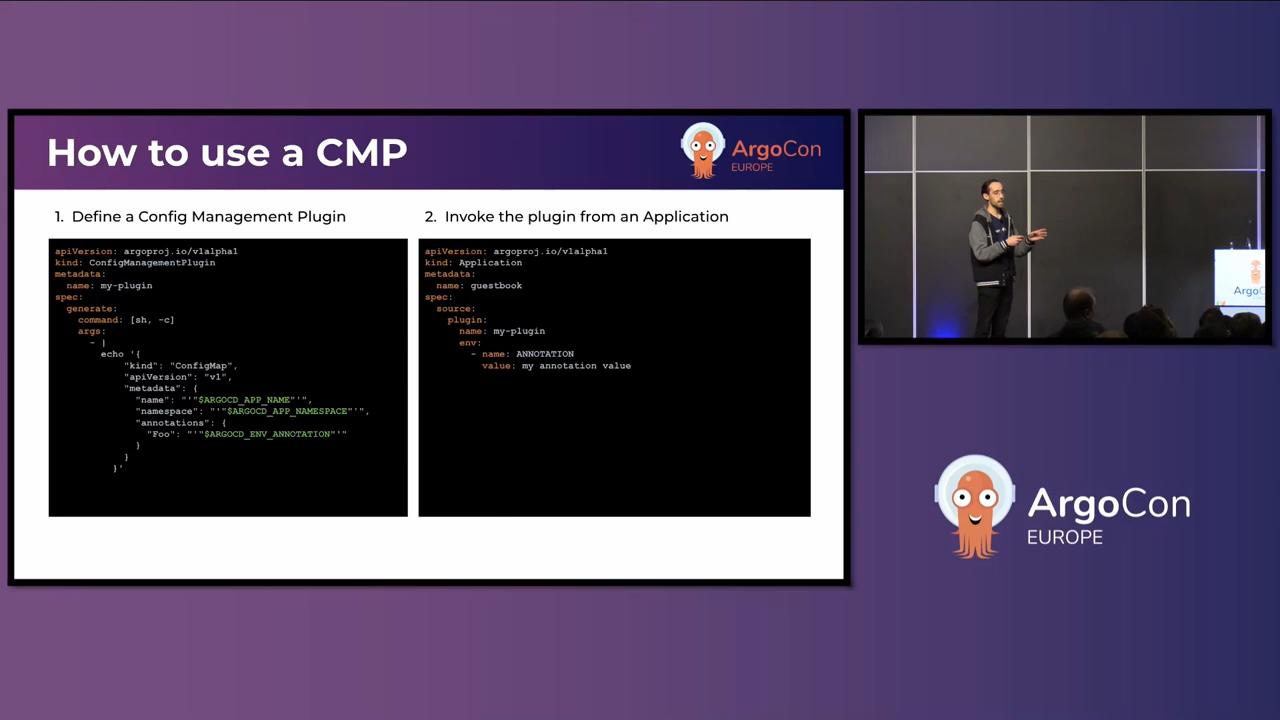 How to use a CMP
ArgoCon
EUROPE
1. Define a Config Management Plugin
apiVersion: argoproj.io/v1alpha1
kind: ConfigManagementPlugin
metadata:
  name: my-plugin
spec:
  generate:
    command: [sh, -c]
    args:
      - |
        echo '{
            "kind": "ConfigMap",
            "apiVersion": "v1",
            "metadata": {
              "name": "'"$ARGOCD_APP_NAME"'",
              "namespace": "'"$ARGOCD_APP_NAMESPACE"'",
              "annotations": {
                "Foo": "'"$ARGOCD_ENV_ANNOTATION"'"
              }
            }
          }'
2. Invoke the plugin from an Application
apiVersion: argoproj.io/v1alpha1
kind: Application
metadata:
  name: guestbook
spec:
  source:
    plugin:
      name: my-plugin
      env:
        - name: ANNOTATION
          value: my annotation value
ArgoCon
EUROPE